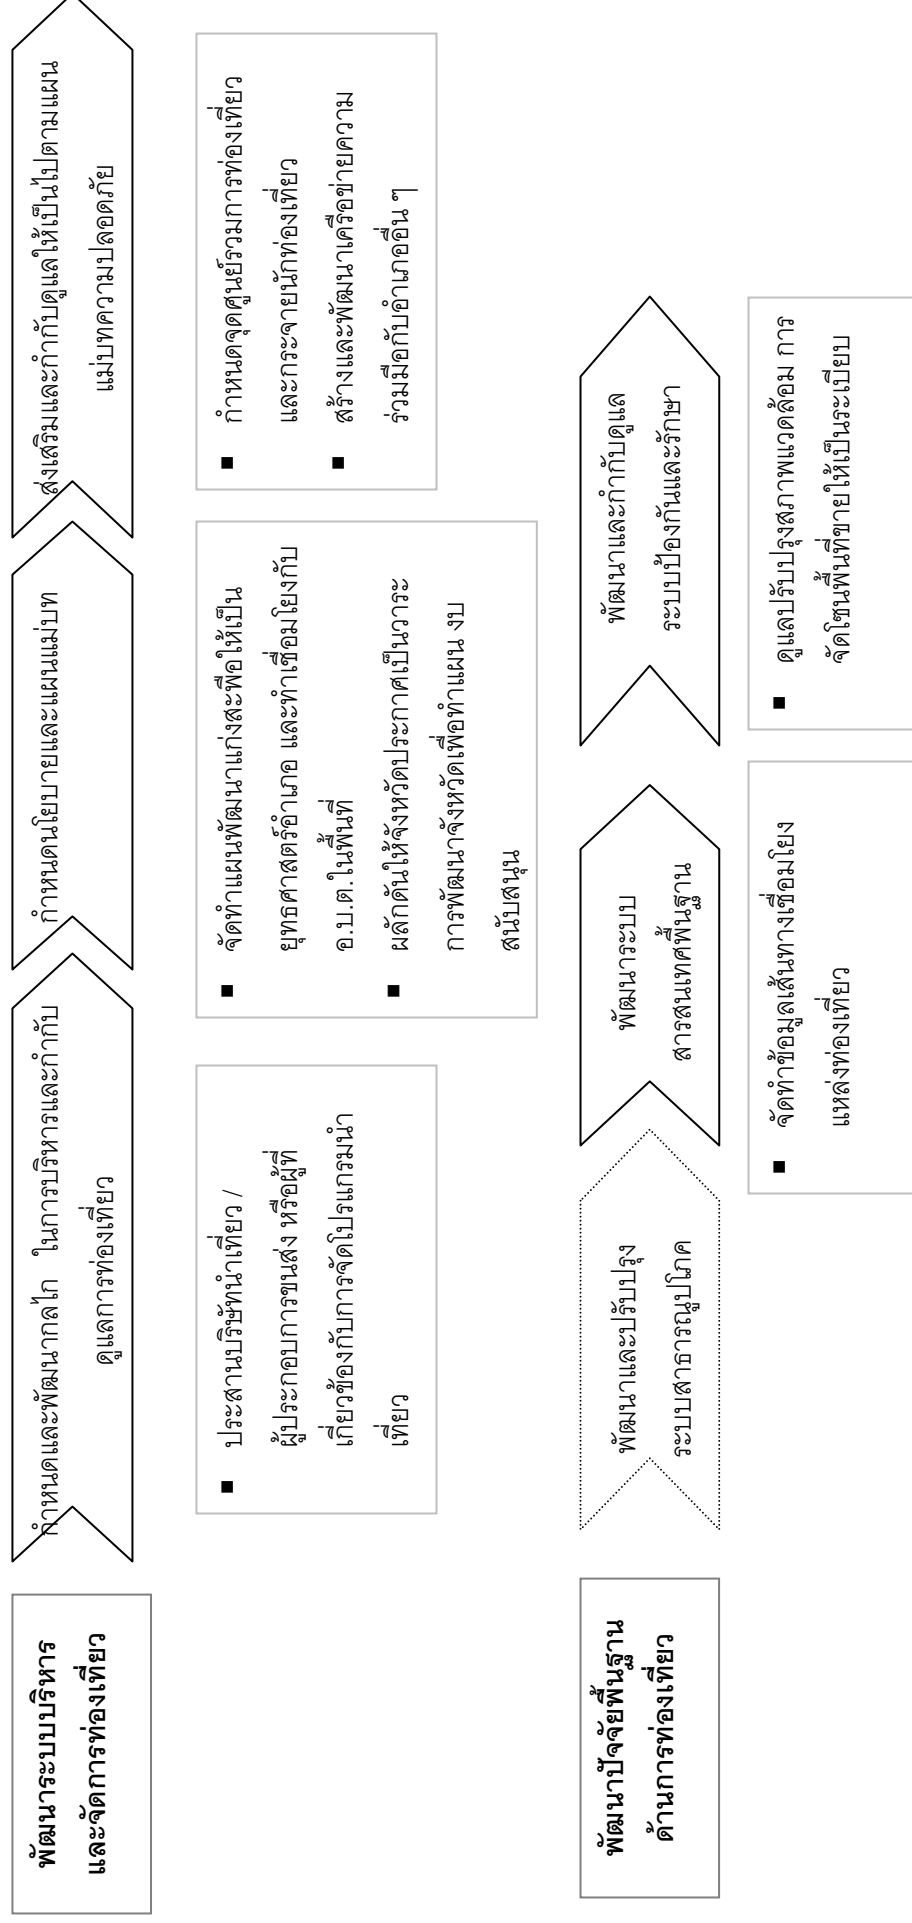 พัฒนาระบบบริหาร
และจัดการท่องเที่ยว
กำหนดและพัฒนากลไก ในการบริหารและกำกับ
ดูแลการท่องเที่ยว
กำหนดนโยบายและแผนแม่บท
ส่งเสริมและกำกับดูแลให้เป็นไปตามแผน
แม่บทความปลอดภัย
■ ประสานบริษัทนำเที่ยว /
ผู้ประกอบการขนส่ง หรือผู้ที่
เกี่ยวข้องกับการจัดโปรแกรมนำ
เที่ยว
■ จัดทำแผนพัฒนาแก่งสะพือให้เป็น
ยุทธศาสตร์อำเภอ และทำเชื่อมโยงกับ
อ.บ.ต.ในพื้นที่
■ ผลักดันให้จังหวัดประกาศเป็นวาระ
การพัฒนาจังหวัดเพื่อทำแผน งบ
สนับสนุน
■ กำหนดจุดศูนย์รวมการท่องเที่ยว
และกระจายนักท่องเที่ยว
■ สร้างและพัฒนาเครือข่ายความ
ร่วมมือกับอำเภออื่น ๆ
พัฒนาปัจจัยพื้นฐาน
ด้านการท่องเที่ยว
พัฒนาและปรับปรุง
ระบบสาธารณูปโภค
พัฒนาระบบ
สารสนเทศพื้นฐาน
พัฒนาและกำกับดูแล
ระบบป้องกันและรักษา
■ จัดทำข้อมูลเส้นทางเชื่อมโยง
แหล่งท่องเที่ยว
■ ดูแลปรับปรุงสภาพแวดล้อม การ
จัดโซนพื้นที่ขายให้เป็นระเบียบ